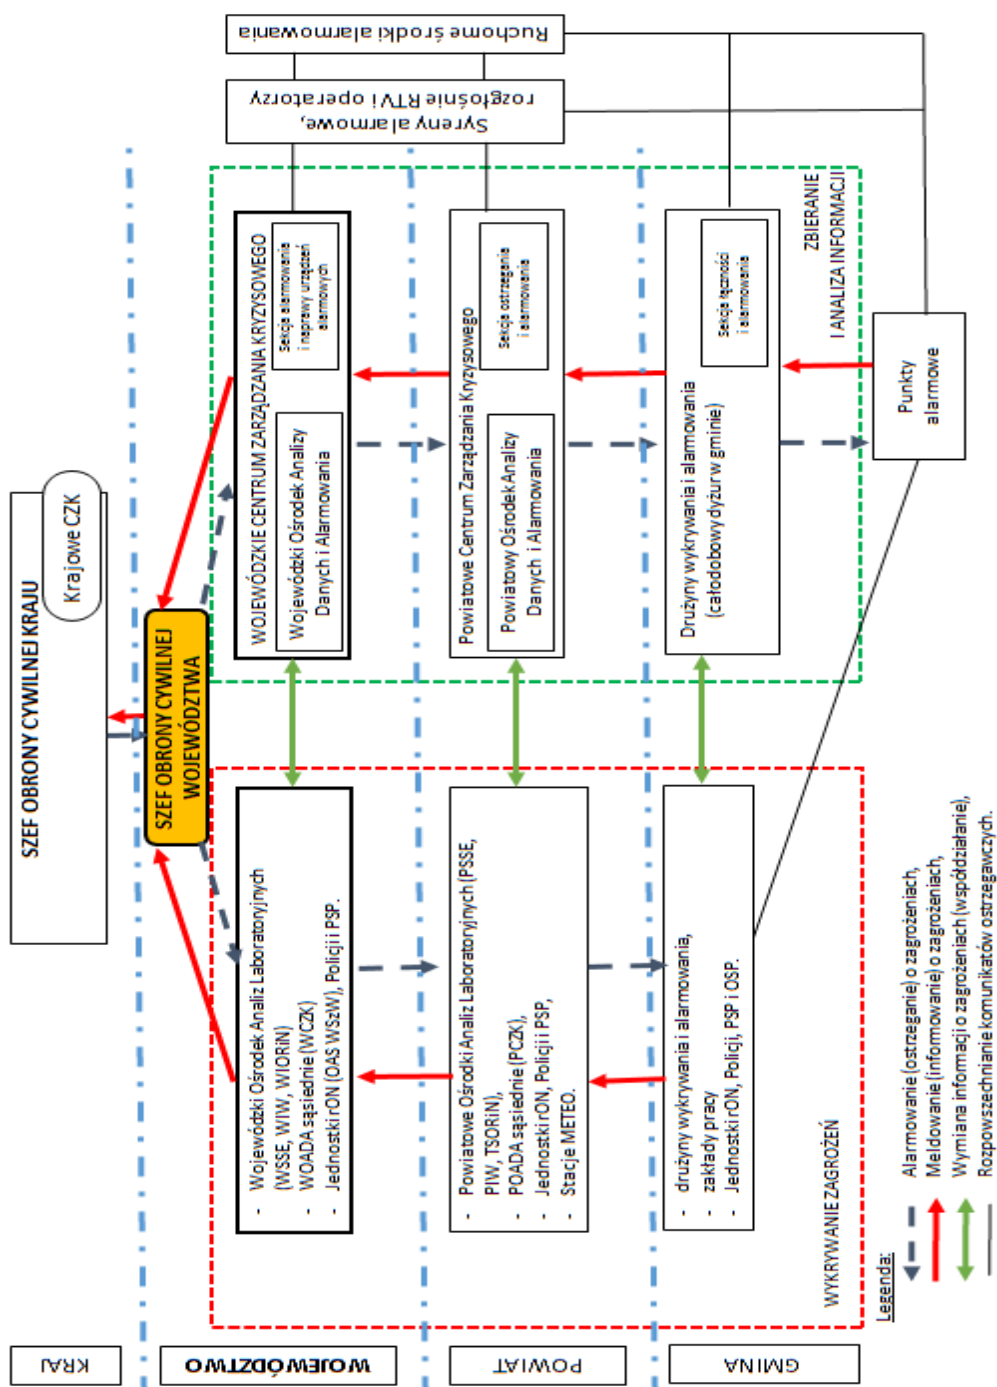 KRAJ
SZEF OBRONY CYWILNEJ KRAJU
Krajowe CZK
WOJEWÓDZTWO
SZEF OBRONY CYWILNEJ
WOJEWÓDZTWA
- Wojewódzki Ośrodek Analiz Laboratoryjnych
(WSSE, WIW, WIORiN)
- WOADA sąsiednie (WCZK)
- Jednostki rON (OAS WSzW), Policji i PSP.
WOJEWÓDZKIE CENTRUM ZARZĄDZANIA KRYZYSOWEGO
Wojewódzki Ośrodek Analizy
Danych i Alarmowania
Sekcja alarmowania
i naprawy urządzeń
alarmowych
POWIAT
- Powiatowe Ośrodki Analiz Laboratoryjnych (PSSE,
PIW, TSORiN),
- POADA sąsiednie (PCZK),
- Jednostki rON, Policji i PSP,
- Stacje METEO.
Powiatowe Centrum Zarządzania Kryzysowego
Powiatowy Ośrodek Analizy
Danych i Alarmowania
Sekcja ostrzegania
i alarmowania
GMINA
- drużyny wykrywania i alarmowania,
- zakłady pracy
- Jednostki rON, Policji, PSP i OSP.
Drużyny wykrywania i alarmowania
(całodobowy dyżur w gminie)
Sekcja łączności
i alarmowania
WYKRYWANIE ZAGROŻEŃ
ZBIERANIE
I ANALIZA INFORMACJI
Punkty
alarmowe
Syreny alarmowe,
rozgłośnie RTV i operatorzy
Ruchome środki alarmowania
Legenda:
Alarmowanie (ostrzeganie) o zagrożeniach,
Meldowanie (informowanie) o zagrożeniach,
Wymiana informacji o zagrożeniach (współdziałanie),
Rozpowszechnianie komunikatów ostrzegawczych.